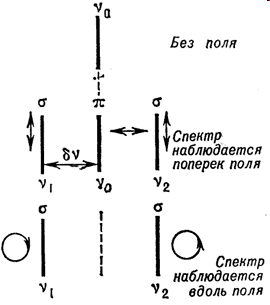 ν₀
Без поля
σ π σ
δν
Спектр
наблюдается
поперек поля
ν₁ ν₀ ν₂
σ σ
Спектр
наблюдается
вдоль поля
ν₁ ν₂